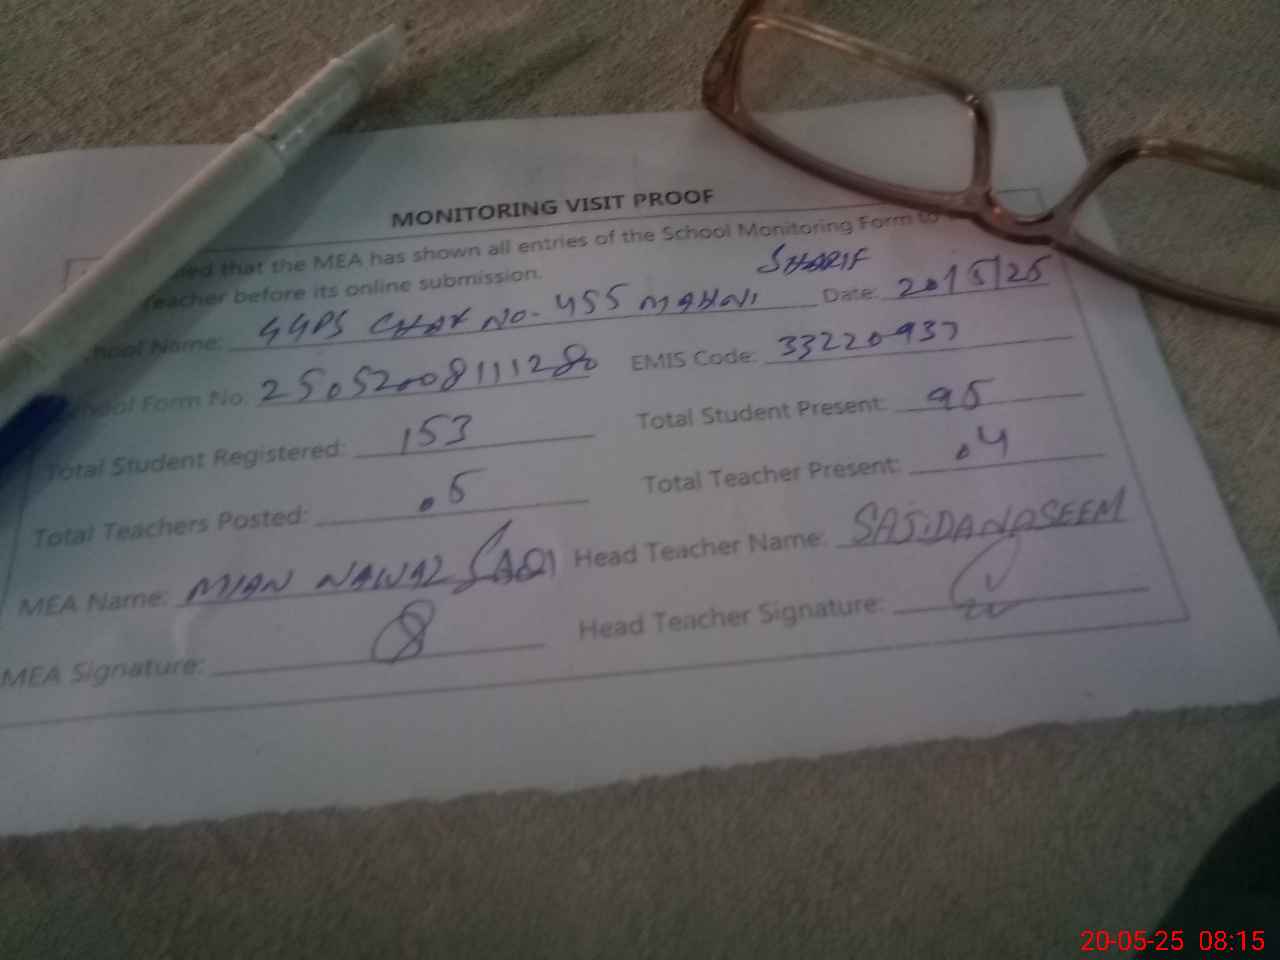 MONITORING VISIT PROOF
that the MEA has shown all entries of the School Monitoring Form to
Teacher before its online submission.
School Name: GGPS CHAK NO- 455 MAHNI SHARIF Date: 20/5/25
School Form No. 2505200811128 EMIS Code: 33220937
Total Student Registered: 153 Total Student Present: 95
Total Teachers Posted: 05 Total Teacher Present: 04
MEA Name: MIAN NAWAZ Head Teacher Name: SAJIDA NASEEM
MEA Signature: Head Teacher Signature:
20-05-25 08:15